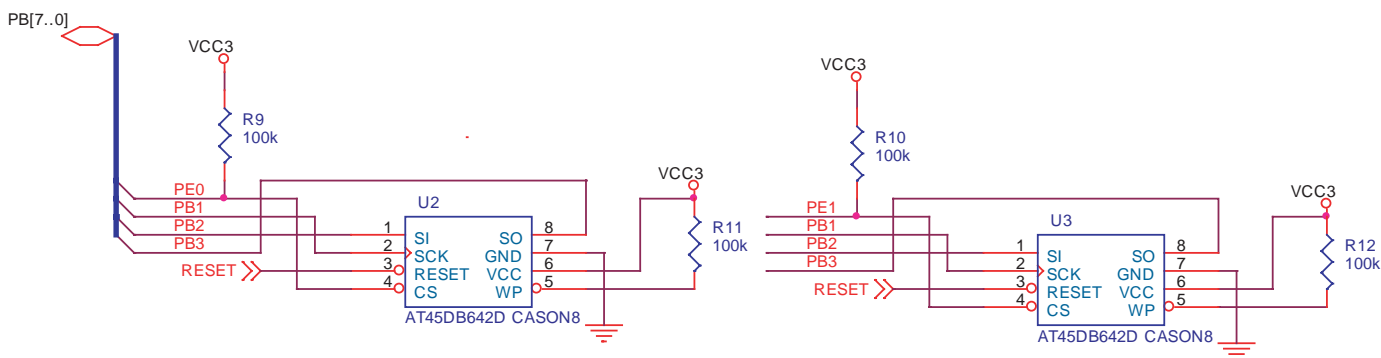 PB[7..0]
VCC3
R9
100k
PE0
PB1
PB2
PB3
RESET
U2
1
2
3
4
SI
SCK
RESET
CS
SO
GND
VCC
WP
8
7
6
5
AT45DB642D CASON8
VCC3
R11
100k
VCC3
R10
100k
PE1
PB1
PB2
PB3
RESET
U3
1
2
3
4
SI
SCK
RESET
CS
SO
GND
VCC
WP
8
7
6
5
AT45DB642D CASON8
VCC3
R12
100k